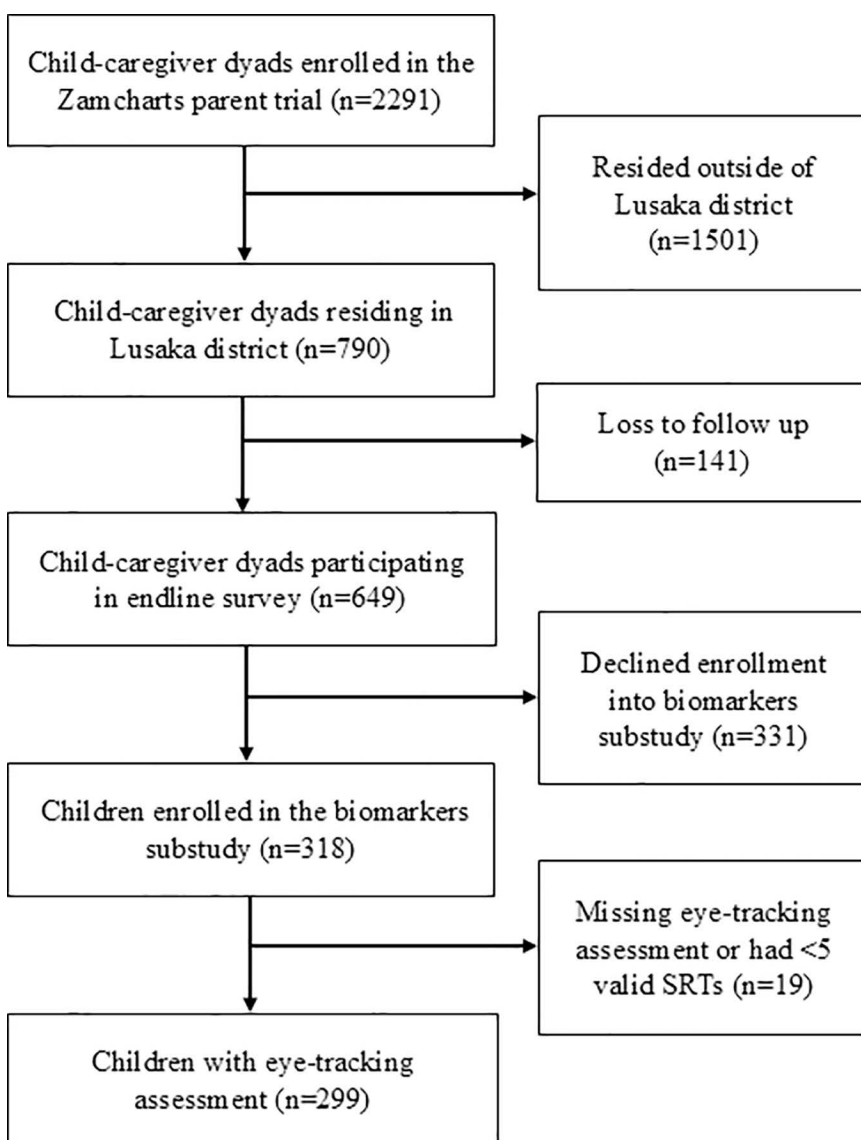 Child-caregiver dyads enrolled in the
Zamcharts parent trial (n=2291)
Resided outside of
Lusaka district
(n=1501)
Child-caregiver dyads residing in
Lusaka district (n=790)
Loss to follow up
(n=141)
Child-caregiver dyads participating
in endline survey (n=649)
Declined enrollment
into biomarkers
substudy (n=331)
Children enrolled in the biomarkers
substudy (n=318)
Missing eye-tracking
assessment or had <5
valid SRTs (n=19)
Children with eye-tracking
assessment (n=299)